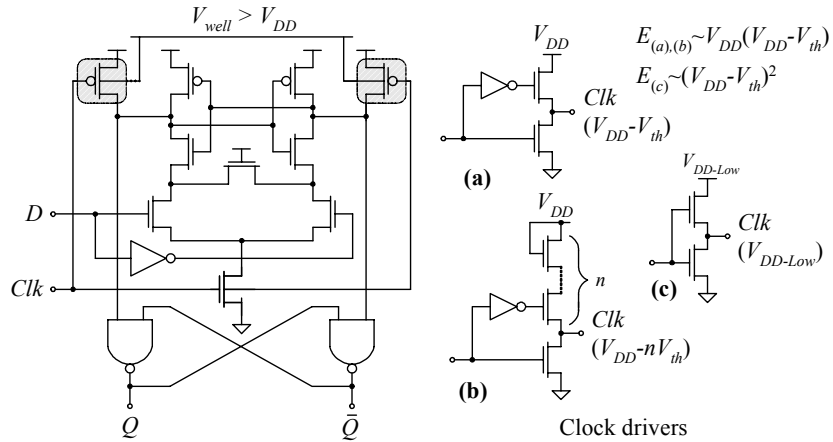 V_well > V_DD
D
Clk
Q
Q̄
V_DD
Clk
(V_DD-V_th)
(a)
E_(a),(b)~V_DD(V_DD-V_th)
E_(c)~(V_DD-V_th)²
V_DD
n
Clk
(V_DD-nV_th)
(b)
V_DD-Low
Clk
(V_DD-Low)
(c)
Clock drivers